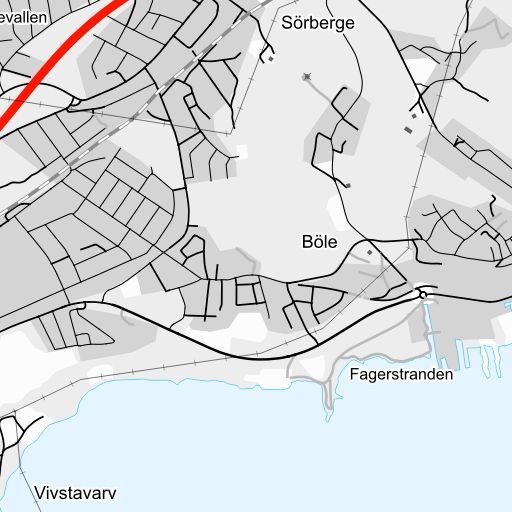 evallen
Sörberge
Böle
Fagerstranden
Vivstavarv